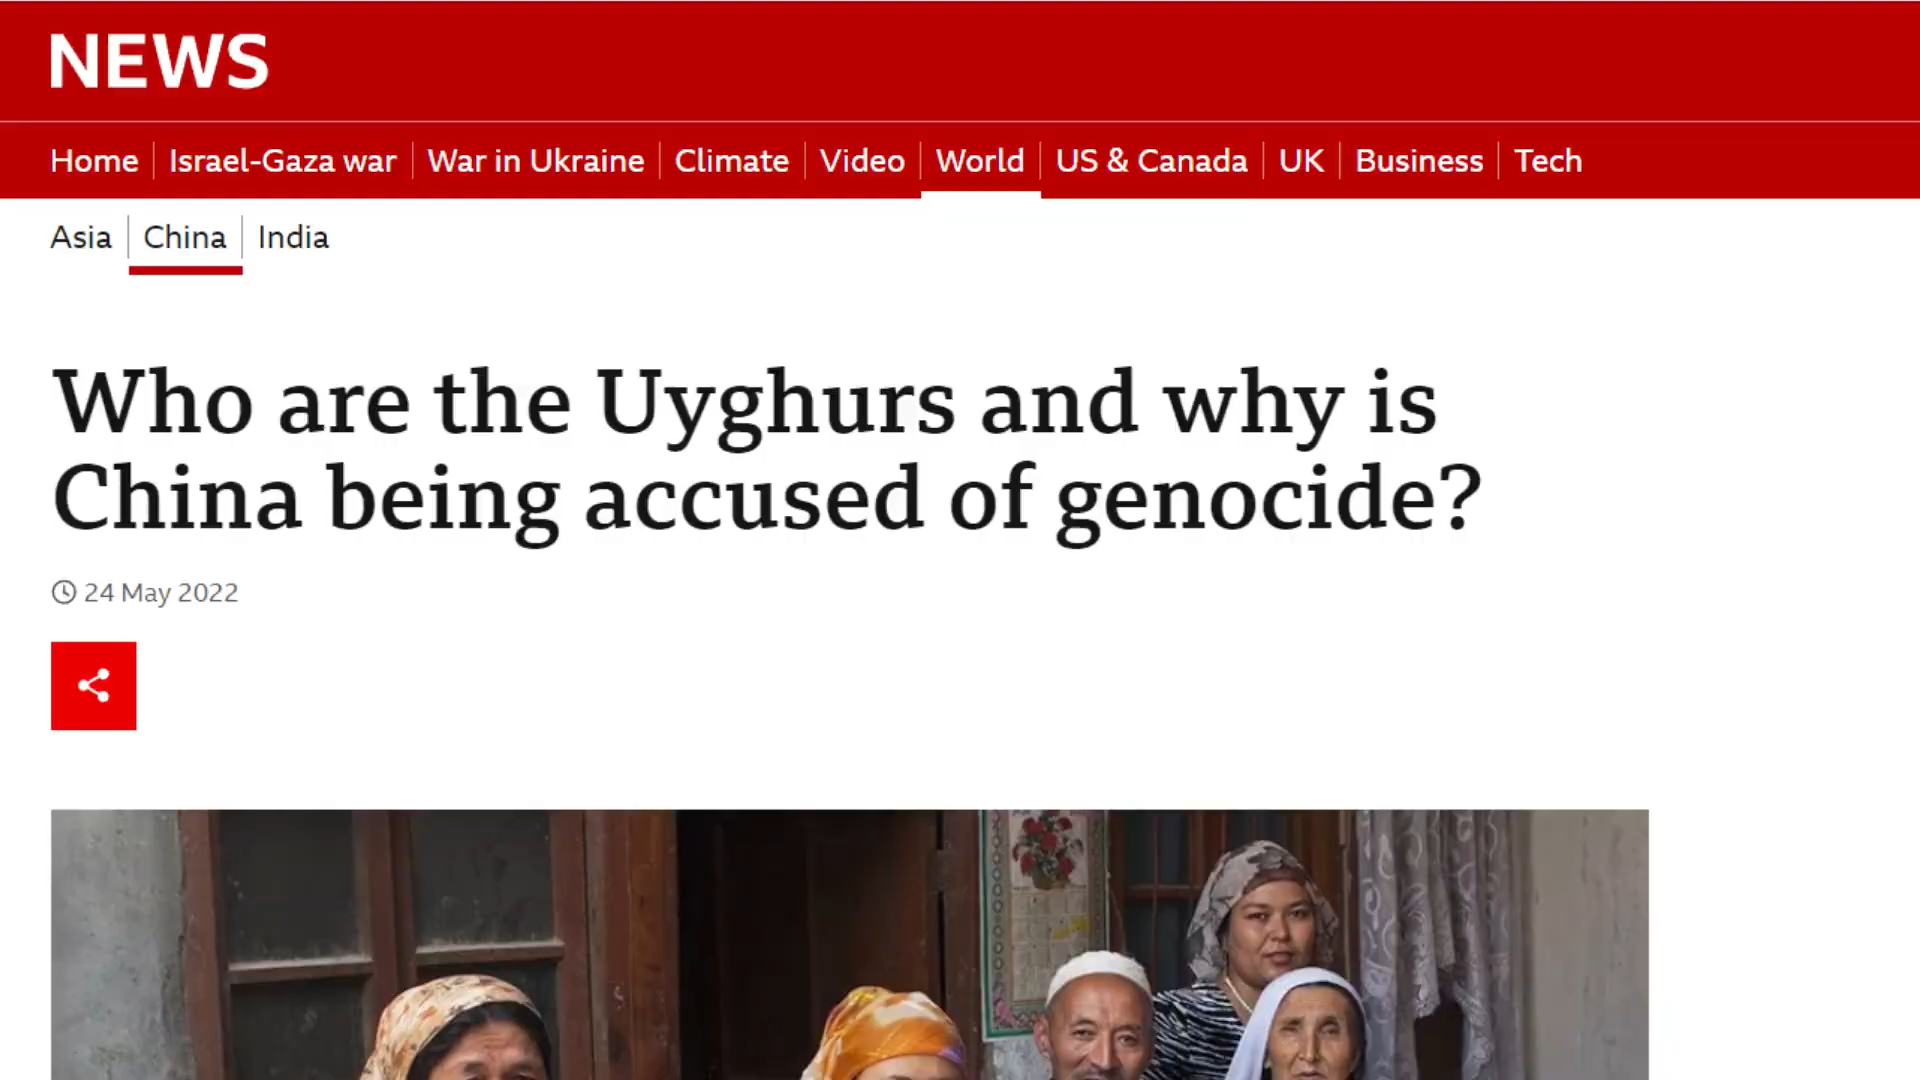 NEWS
Home Israel-Gaza war War in Ukraine Climate Video World US & Canada UK Business Tech
Asia China India
Who are the Uyghurs and why is
China being accused of genocide?
24 May 2022